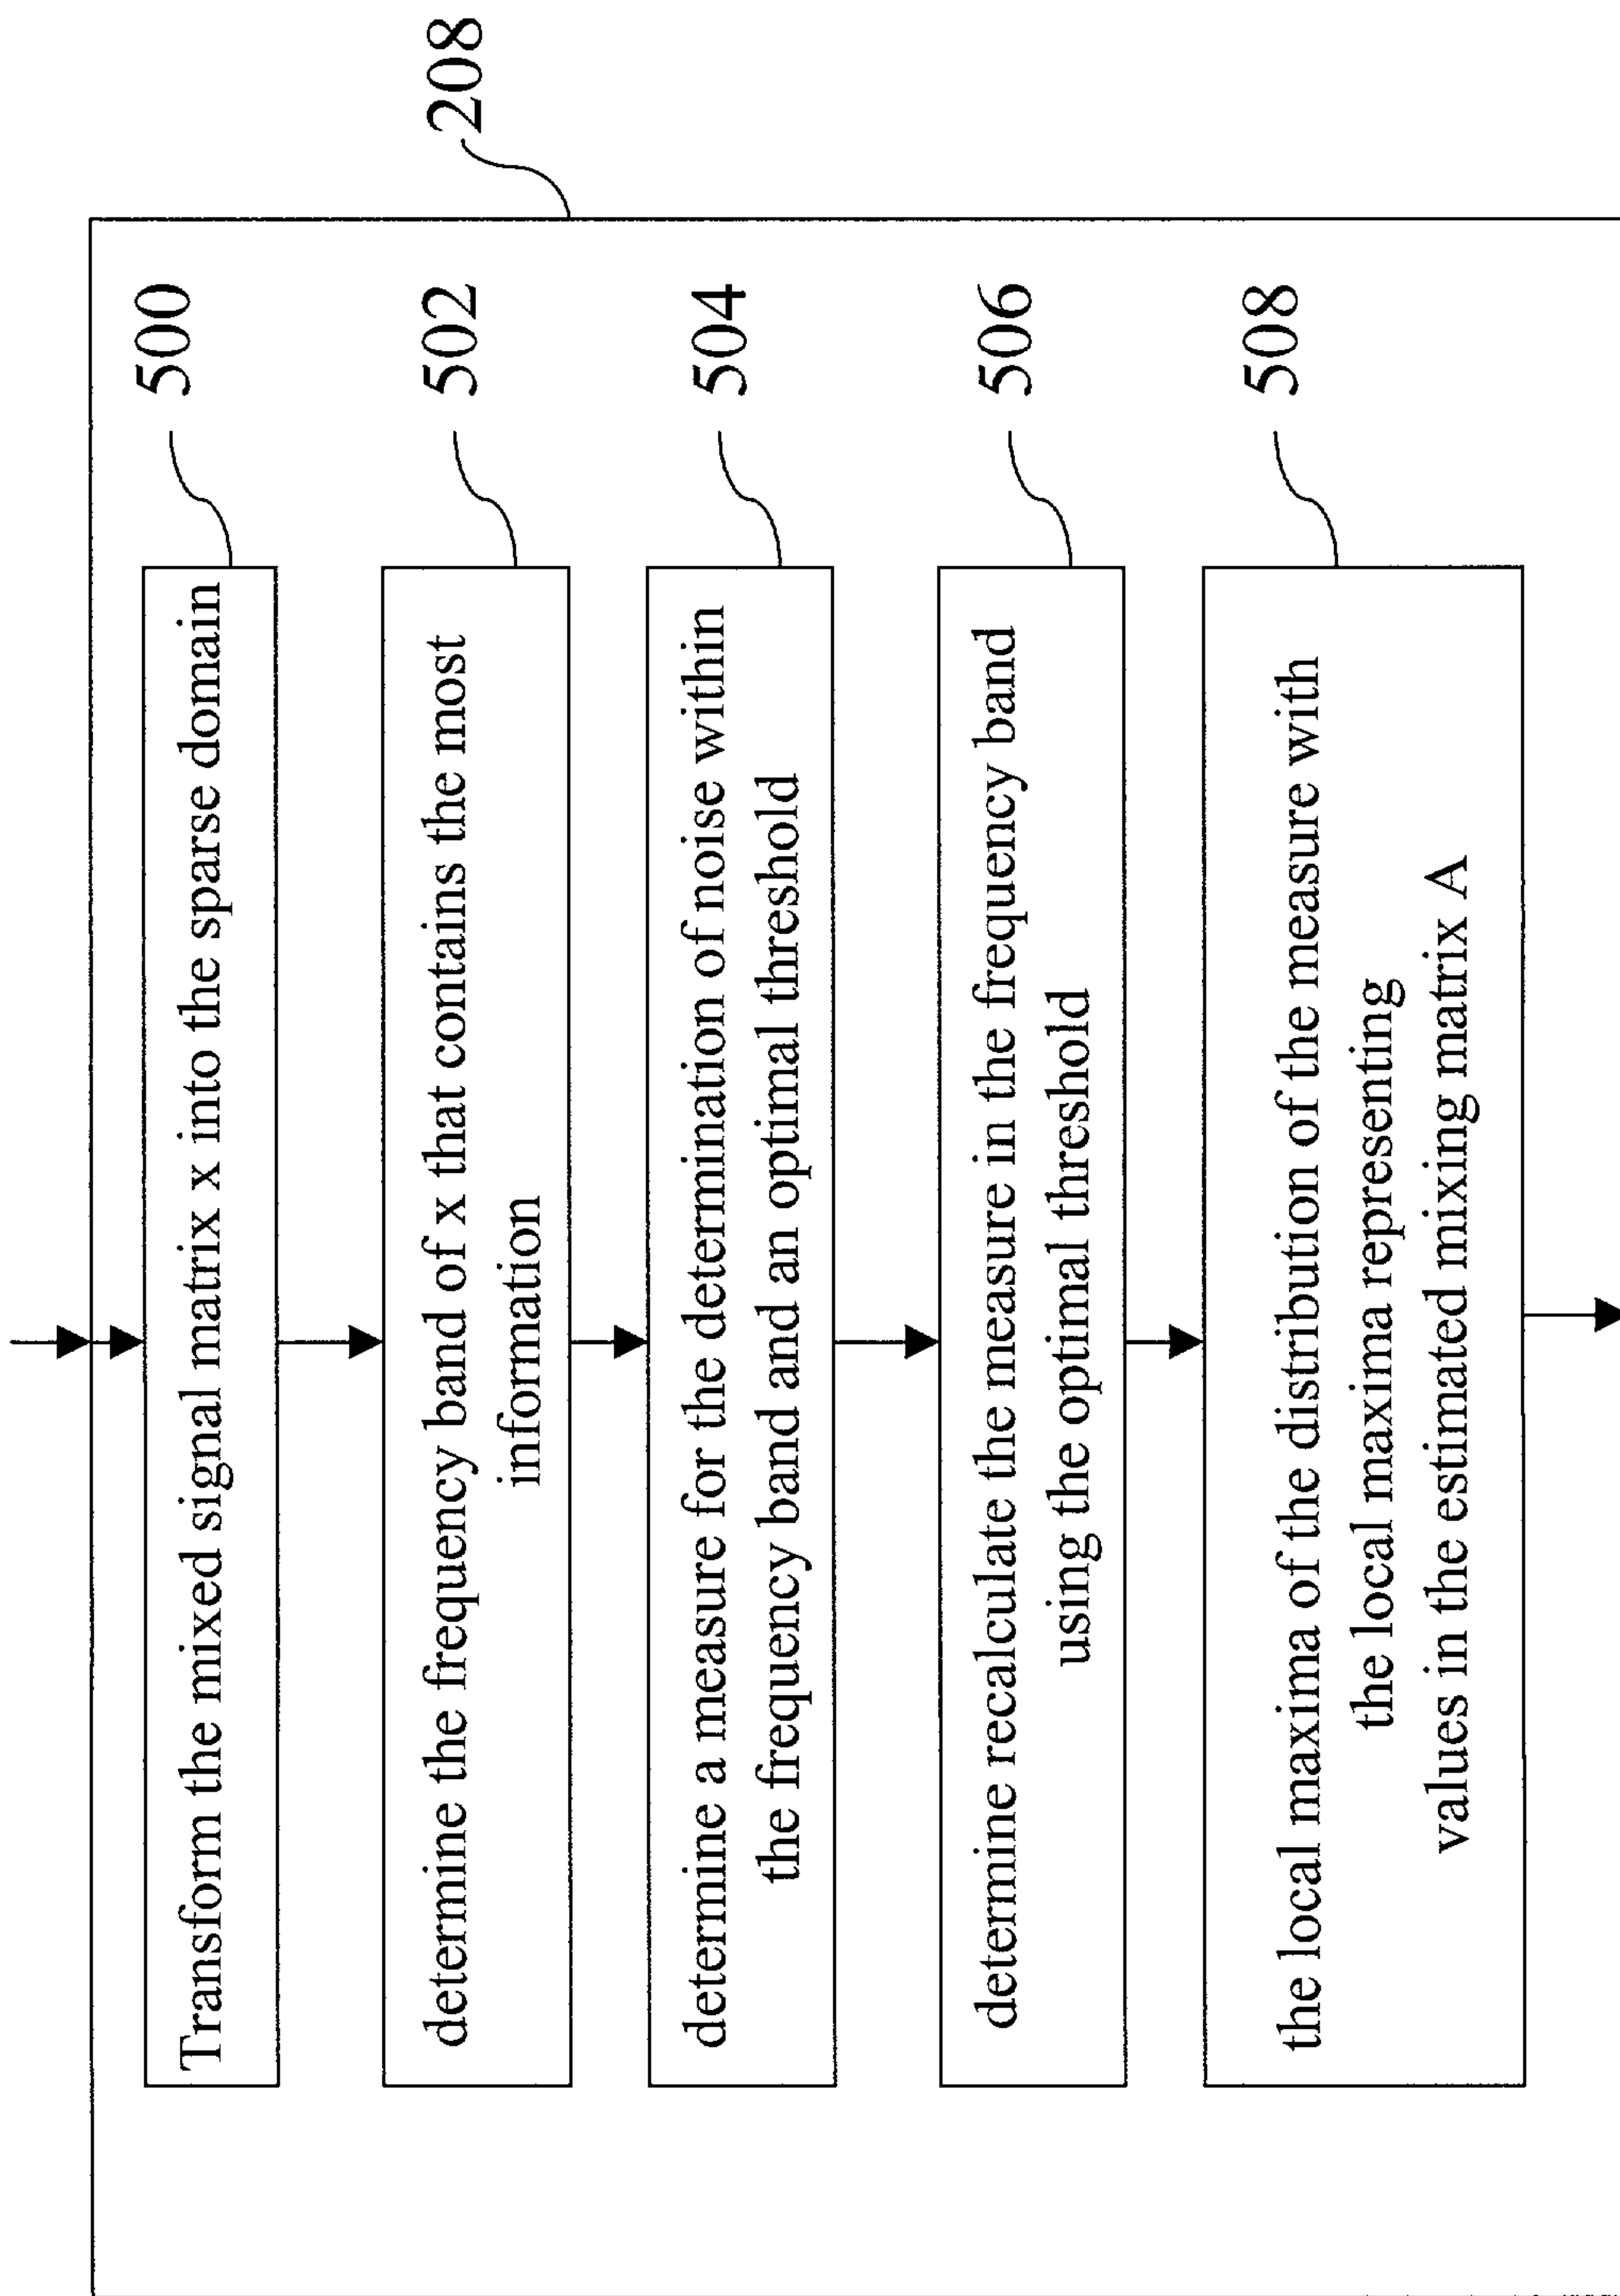 208
500
Transform the mixed signal matrix x into the sparse domain
502
determine the frequency band of x that contains the most
information
504
determine a measure for the determination of noise within
the frequency band and an optimal threshold
506
determine recalculate the measure in the frequency band
using the optimal threshold
508
the local maxima of the distribution of the measure with
the local maxima representing
values in the estimated mixing matrix A